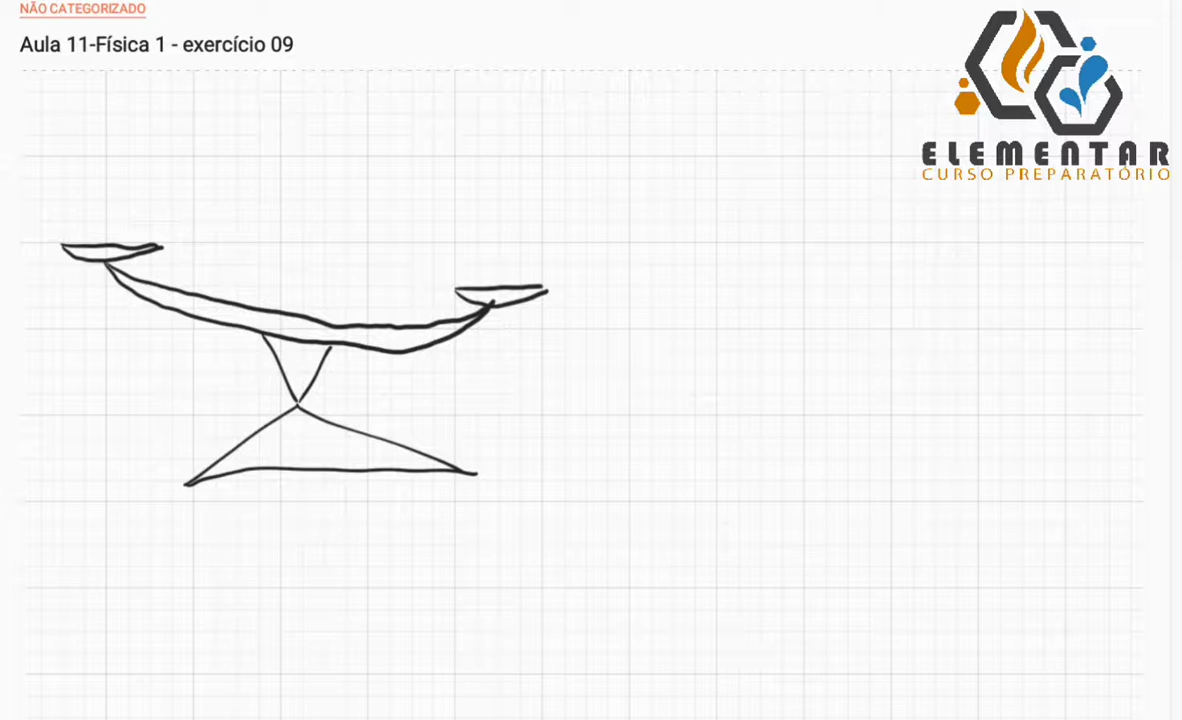 NÃO CATEGORIZADO
Aula 11-Física 1 - exercício 09
ELEMENTAR
CURSO PREPARATÓRIO